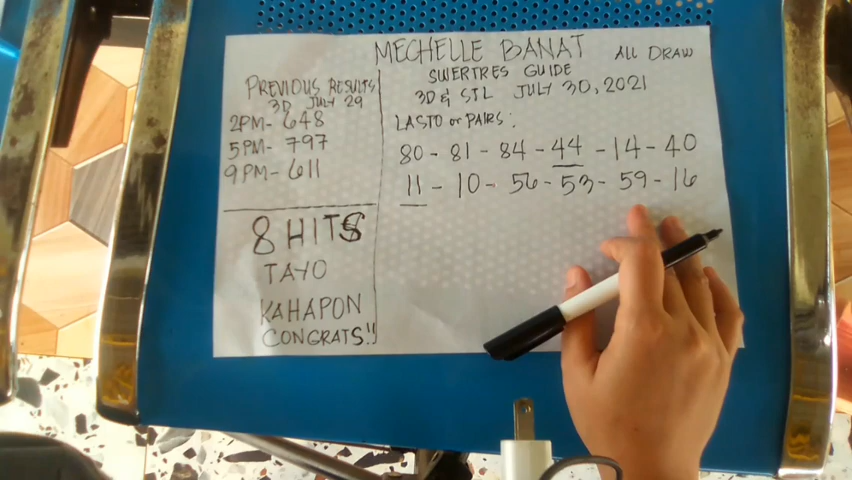 MECHELLE BANAT ALL DRAW
SWERTRES GUIDE
3D & STL JULY 30, 2021
PREVIOUS RESULTS
3D JULY 29
2PM- 648
5PM- 797
9PM- 611
8 HITS
TAYO
KAHAPON
CONGRATS!!
LASTO or PAIRS:
80 - 81 - 84 - 44 - 14 - 40
11 - 10 - 56 - 53 - 59 - 16